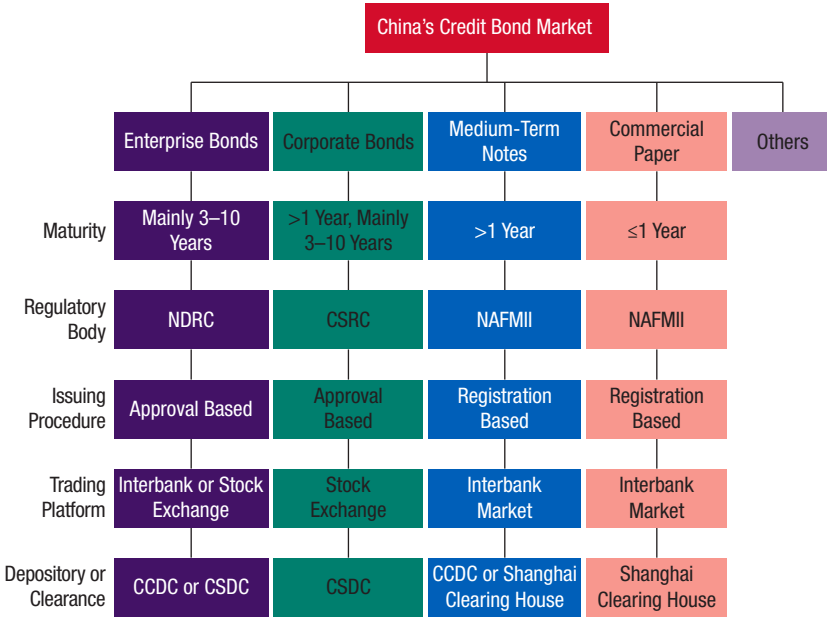 China's Credit Bond Market
Enterprise Bonds
Corporate Bonds
Medium-Term
Notes
Commercial
Paper
Others
Maturity
Mainly 3–10
Years
>1 Year, Mainly
3–10 Years
>1 Year
≤1 Year
Regulatory
Body
NDRC
CSRC
NAFMII
NAFMII
Issuing
Procedure
Approval Based
Approval
Based
Registration
Based
Registration
Based
Trading
Platform
Interbank or Stock
Exchange
Stock
Exchange
Interbank
Market
Interbank
Market
Depository or
Clearance
CCDC or CSDC
CSDC
CCDC or Shanghai
Clearing House
Shanghai
Clearing House